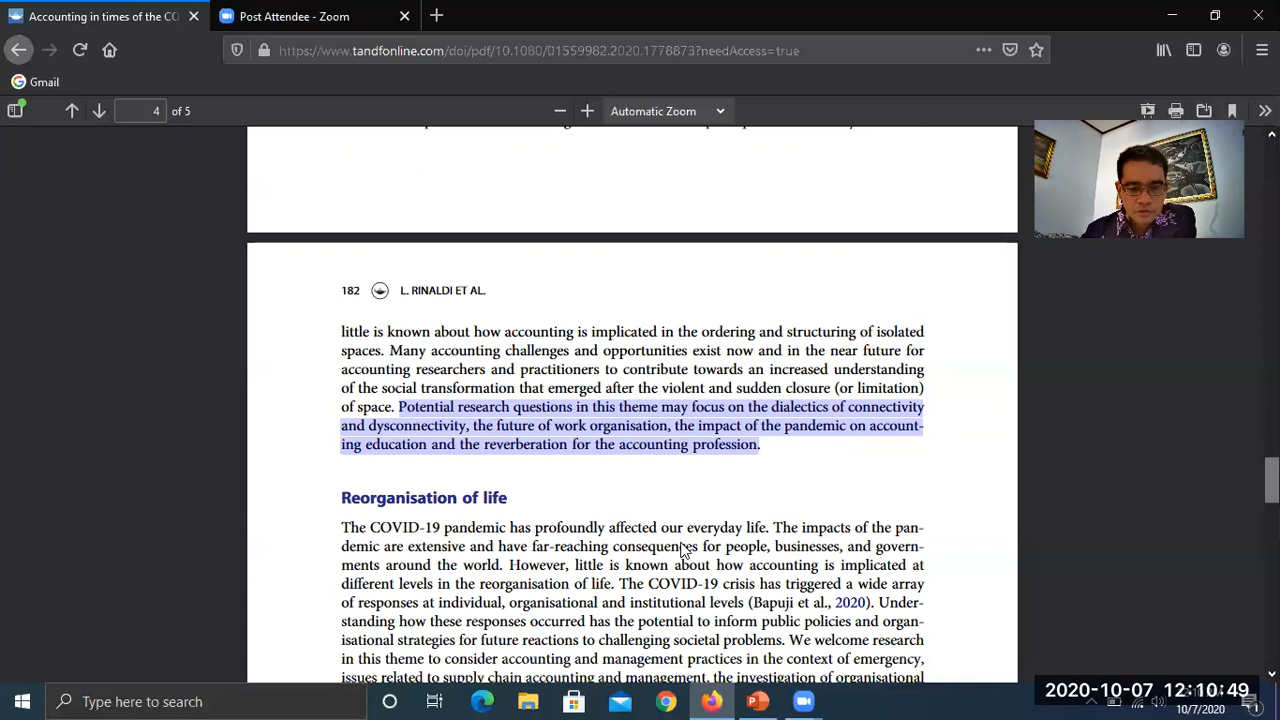 Accounting in times of the CO
Post Attendee - Zoom
https://www.tandfonline.com/doi/pdf/10.1080/01559982.2020.1778873?needAccess=true
Gmail
4 of 5
Automatic Zoom
182 L. RINALDI ET AL.
little is known about how accounting is implicated in the ordering and structuring of isolated
spaces. Many accounting challenges and opportunities exist now and in the near future for
accounting researchers and practitioners to contribute towards an increased understanding
of the social transformation that emerged after the violent and sudden closure (or limitation)
of space. Potential research questions in this theme may focus on the dialectics of connectivity
and dysconnectivity, the future of work organisation, the impact of the pandemic on account-
ing education and the reverberation for the accounting profession.
Reorganisation of life
The COVID-19 pandemic has profoundly affected our everyday life. The impacts of the pan-
demic are extensive and have far-reaching consequences for people, businesses, and govern-
ments around the world. However, little is known about how accounting is implicated at
different levels in the reorganisation of life. The COVID-19 crisis has triggered a wide array
of responses at individual, organisational and institutional levels (Bapuji et al., 2020). Under-
standing how these responses occurred has the potential to inform public policies and organ-
isational strategies for future reactions to challenging societal problems. We welcome research
in this theme to consider accounting and management practices in the context of emergency,
issues related to supply chain accounting and management, the investigation of organisational
Type here to search
2020-10-07 12:10:49
10/7/2020